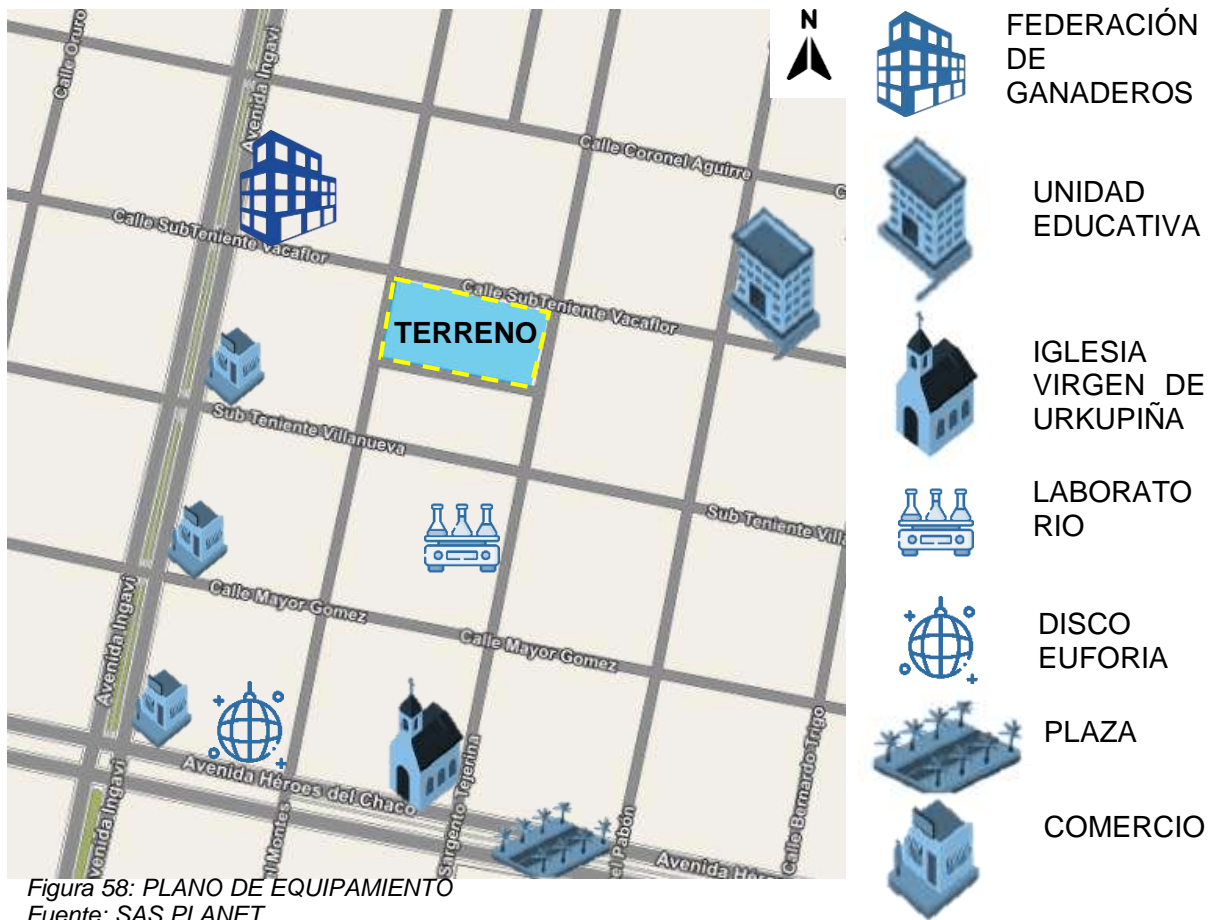 N
Calle Oruro
Avenida Ingavi
Calle Coronel Aguirre
Calle SubTeniente Vacaflor
Calle SubTeniente Vacaflor
TERRENO
Sub Teniente Villanueva
Sub Teniente
Calle Mayor Gomez
Calle Mayor Gomez
Avenida Ingavi
Avenida Ingavi
Avenida Héroes del Chaco
Montes
Sargento Tejerina
Pabón
Calle Bernardo Trigo
Avenida
FEDERACIÓN
DE
GANADEROS
UNIDAD
EDUCATIVA
IGLESIA
VIRGEN DE
URKUPIÑA
LABORATO
RIO
DISCO
EUFORIA
PLAZA
COMERCIO
Figura 58: PLANO DE EQUIPAMIENTO
Fuente: SAS PLANET